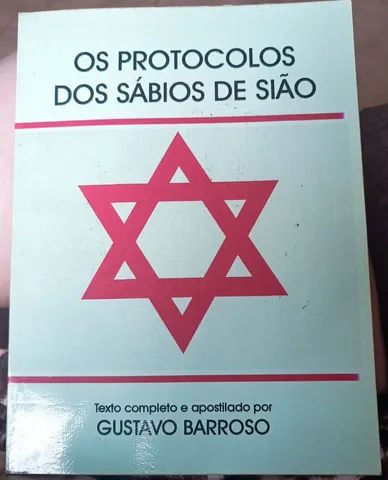 OS PROTOCOLOS
DOS SÁBIOS DE SIÃO
Texto completo e apostilado por
GUSTAVO BARROSO